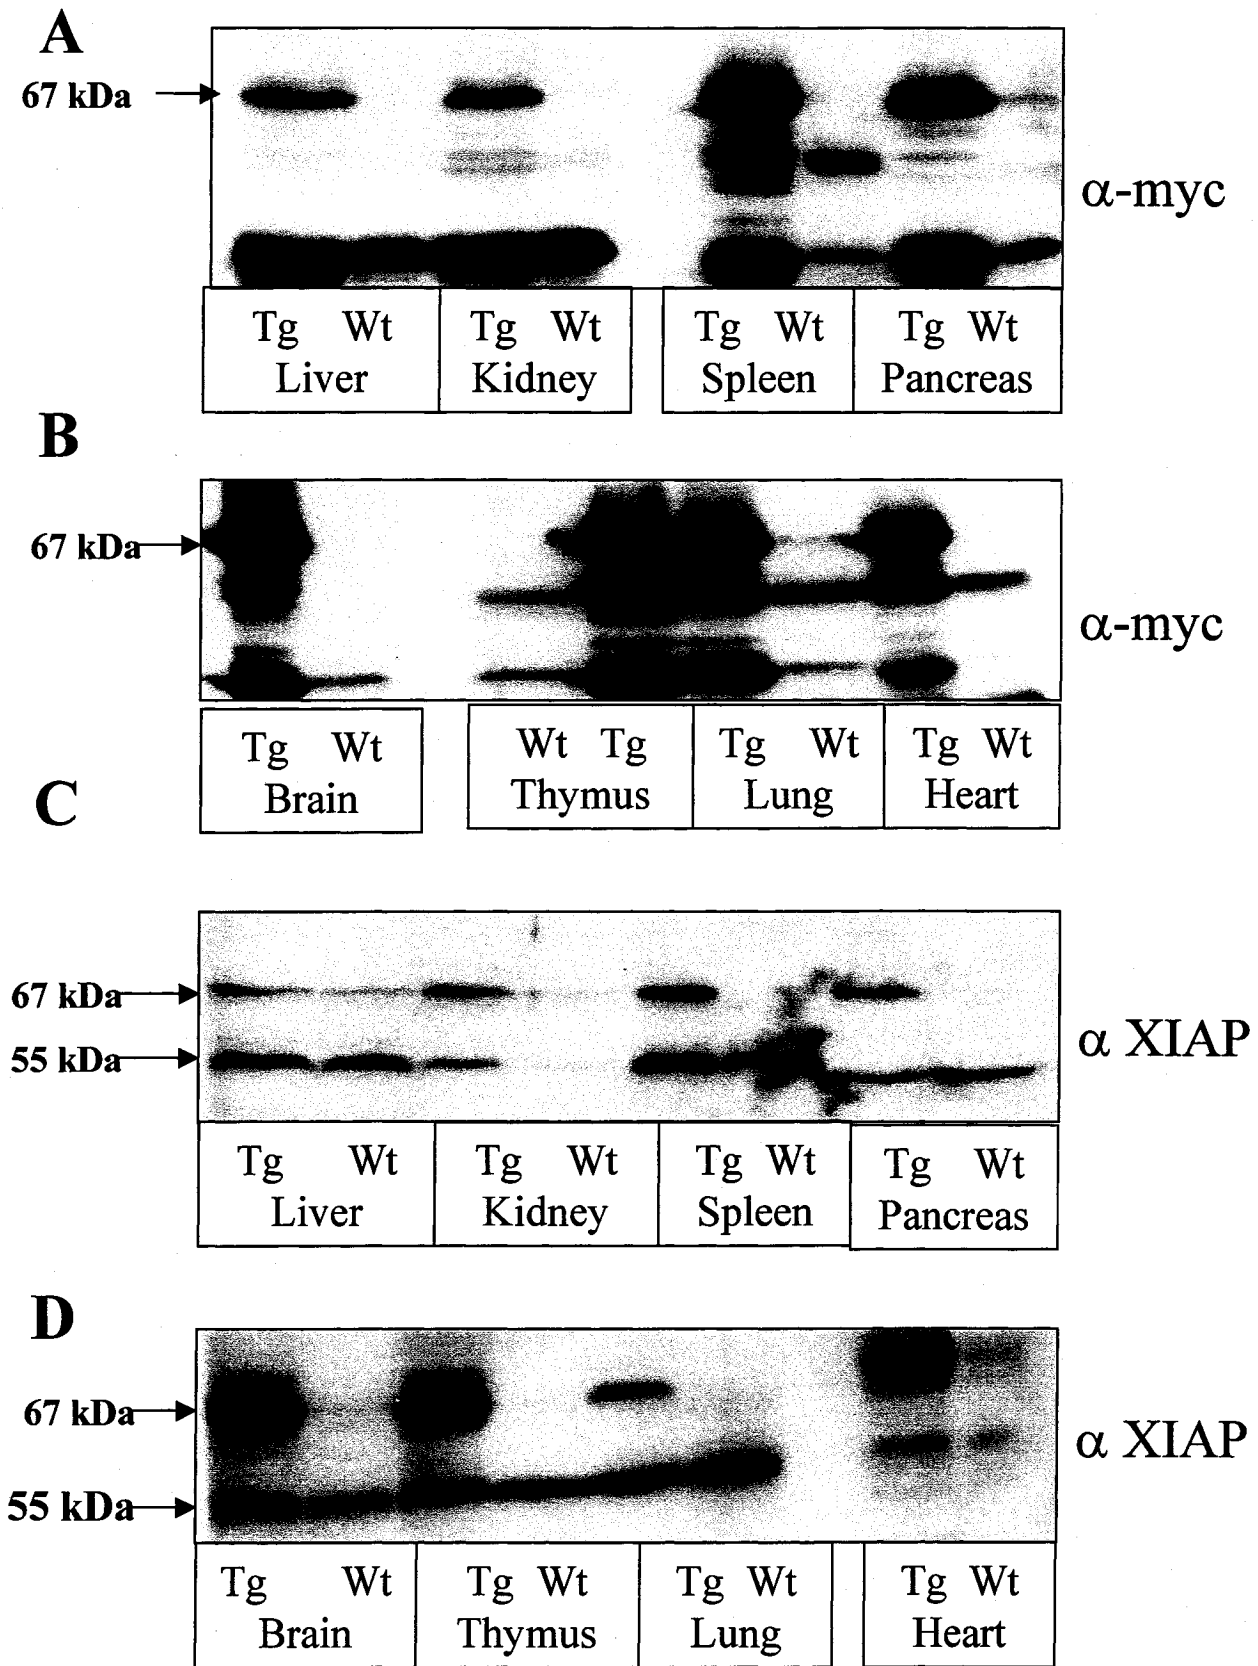 A
67 kDa
α-myc
Tg Wt Tg Wt Tg Wt Tg Wt
Liver Kidney Spleen Pancreas
B
67 kDa
α-myc
Tg Wt Wt Tg Tg Wt Tg Wt
Brain Thymus Lung Heart
C
67 kDa
55 kDa
α XIAP
Tg Wt Tg Wt Tg Wt Tg Wt
Liver Kidney Spleen Pancreas
D
67 kDa
55 kDa
α XIAP
Tg Wt Tg Wt Tg Wt Tg Wt
Brain Thymus Lung Heart